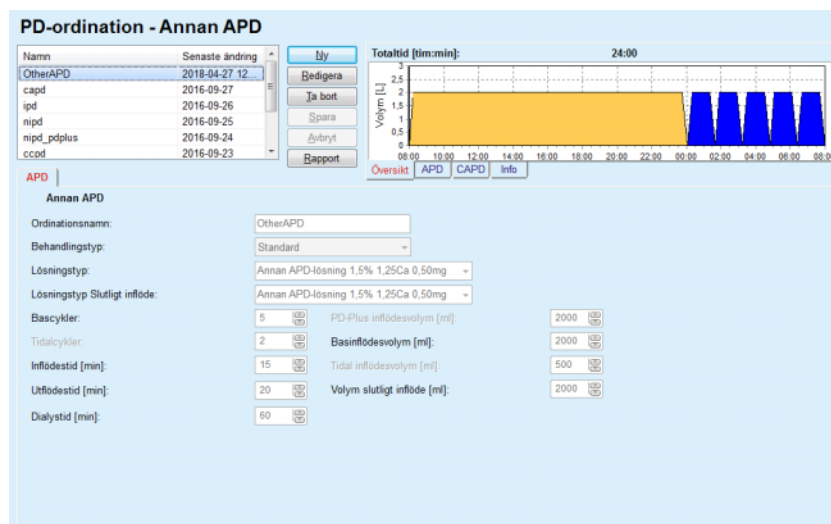 PD-ordination - Annan APD
Namn Senaste ändring
OtherAPD 2018-04-27 12...
capd 2016-09-27
ipd 2016-09-26
nipd 2016-09-25
nipd_pdplus 2016-09-24
ccpd 2016-09-23
Ny
Redigera
Ta bort
Spara
Avbryt
Rapport
Totaltid [tim:min]: 24:00
Volym [L]
3
2,5
2
1,5
1
0,5
0
08:00 10:00 12:00 14:00 16:00 18:00 20:00 22:00 00:00 02:00 04:00 06:00 08:0
Översikt APD CAPD Info
APD
Annan APD
Ordinationsnamn: OtherAPD
Behandlingstyp: Standard
Lösningstyp: Annan APD-lösning 1,5% 1,25Ca 0,50mg
Lösningstyp Slutligt inflöde: Annan APD-lösning 1,5% 1,25Ca 0,50mg
Bascykler: 5 PD-Plus inflödesvolym [ml]: 2000
Tidalcykler: 2 Basinflödesvolym [ml]: 2000
Inflödestid [min]: 15 Tidal inflödesvolym [ml]: 500
Utflödestid [min]: 20 Volym slutligt inflöde [ml]: 2000
Dialystid [min]: 60